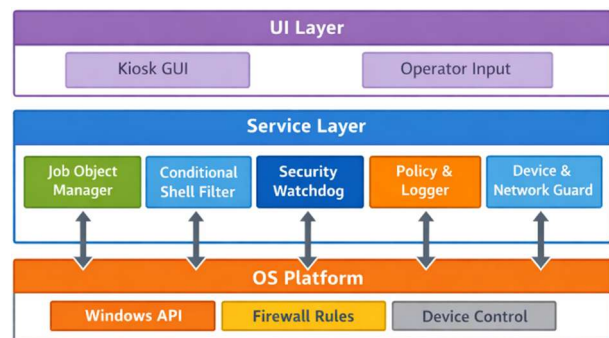 UI Layer
Kiosk GUI
Operator Input
Service Layer
Job Object
Manager
Conditional
Shell Filter
Security
Watchdog
Policy &
Logger
Device &
Network Guard
OS Platform
Windows API
Firewall Rules
Device Control